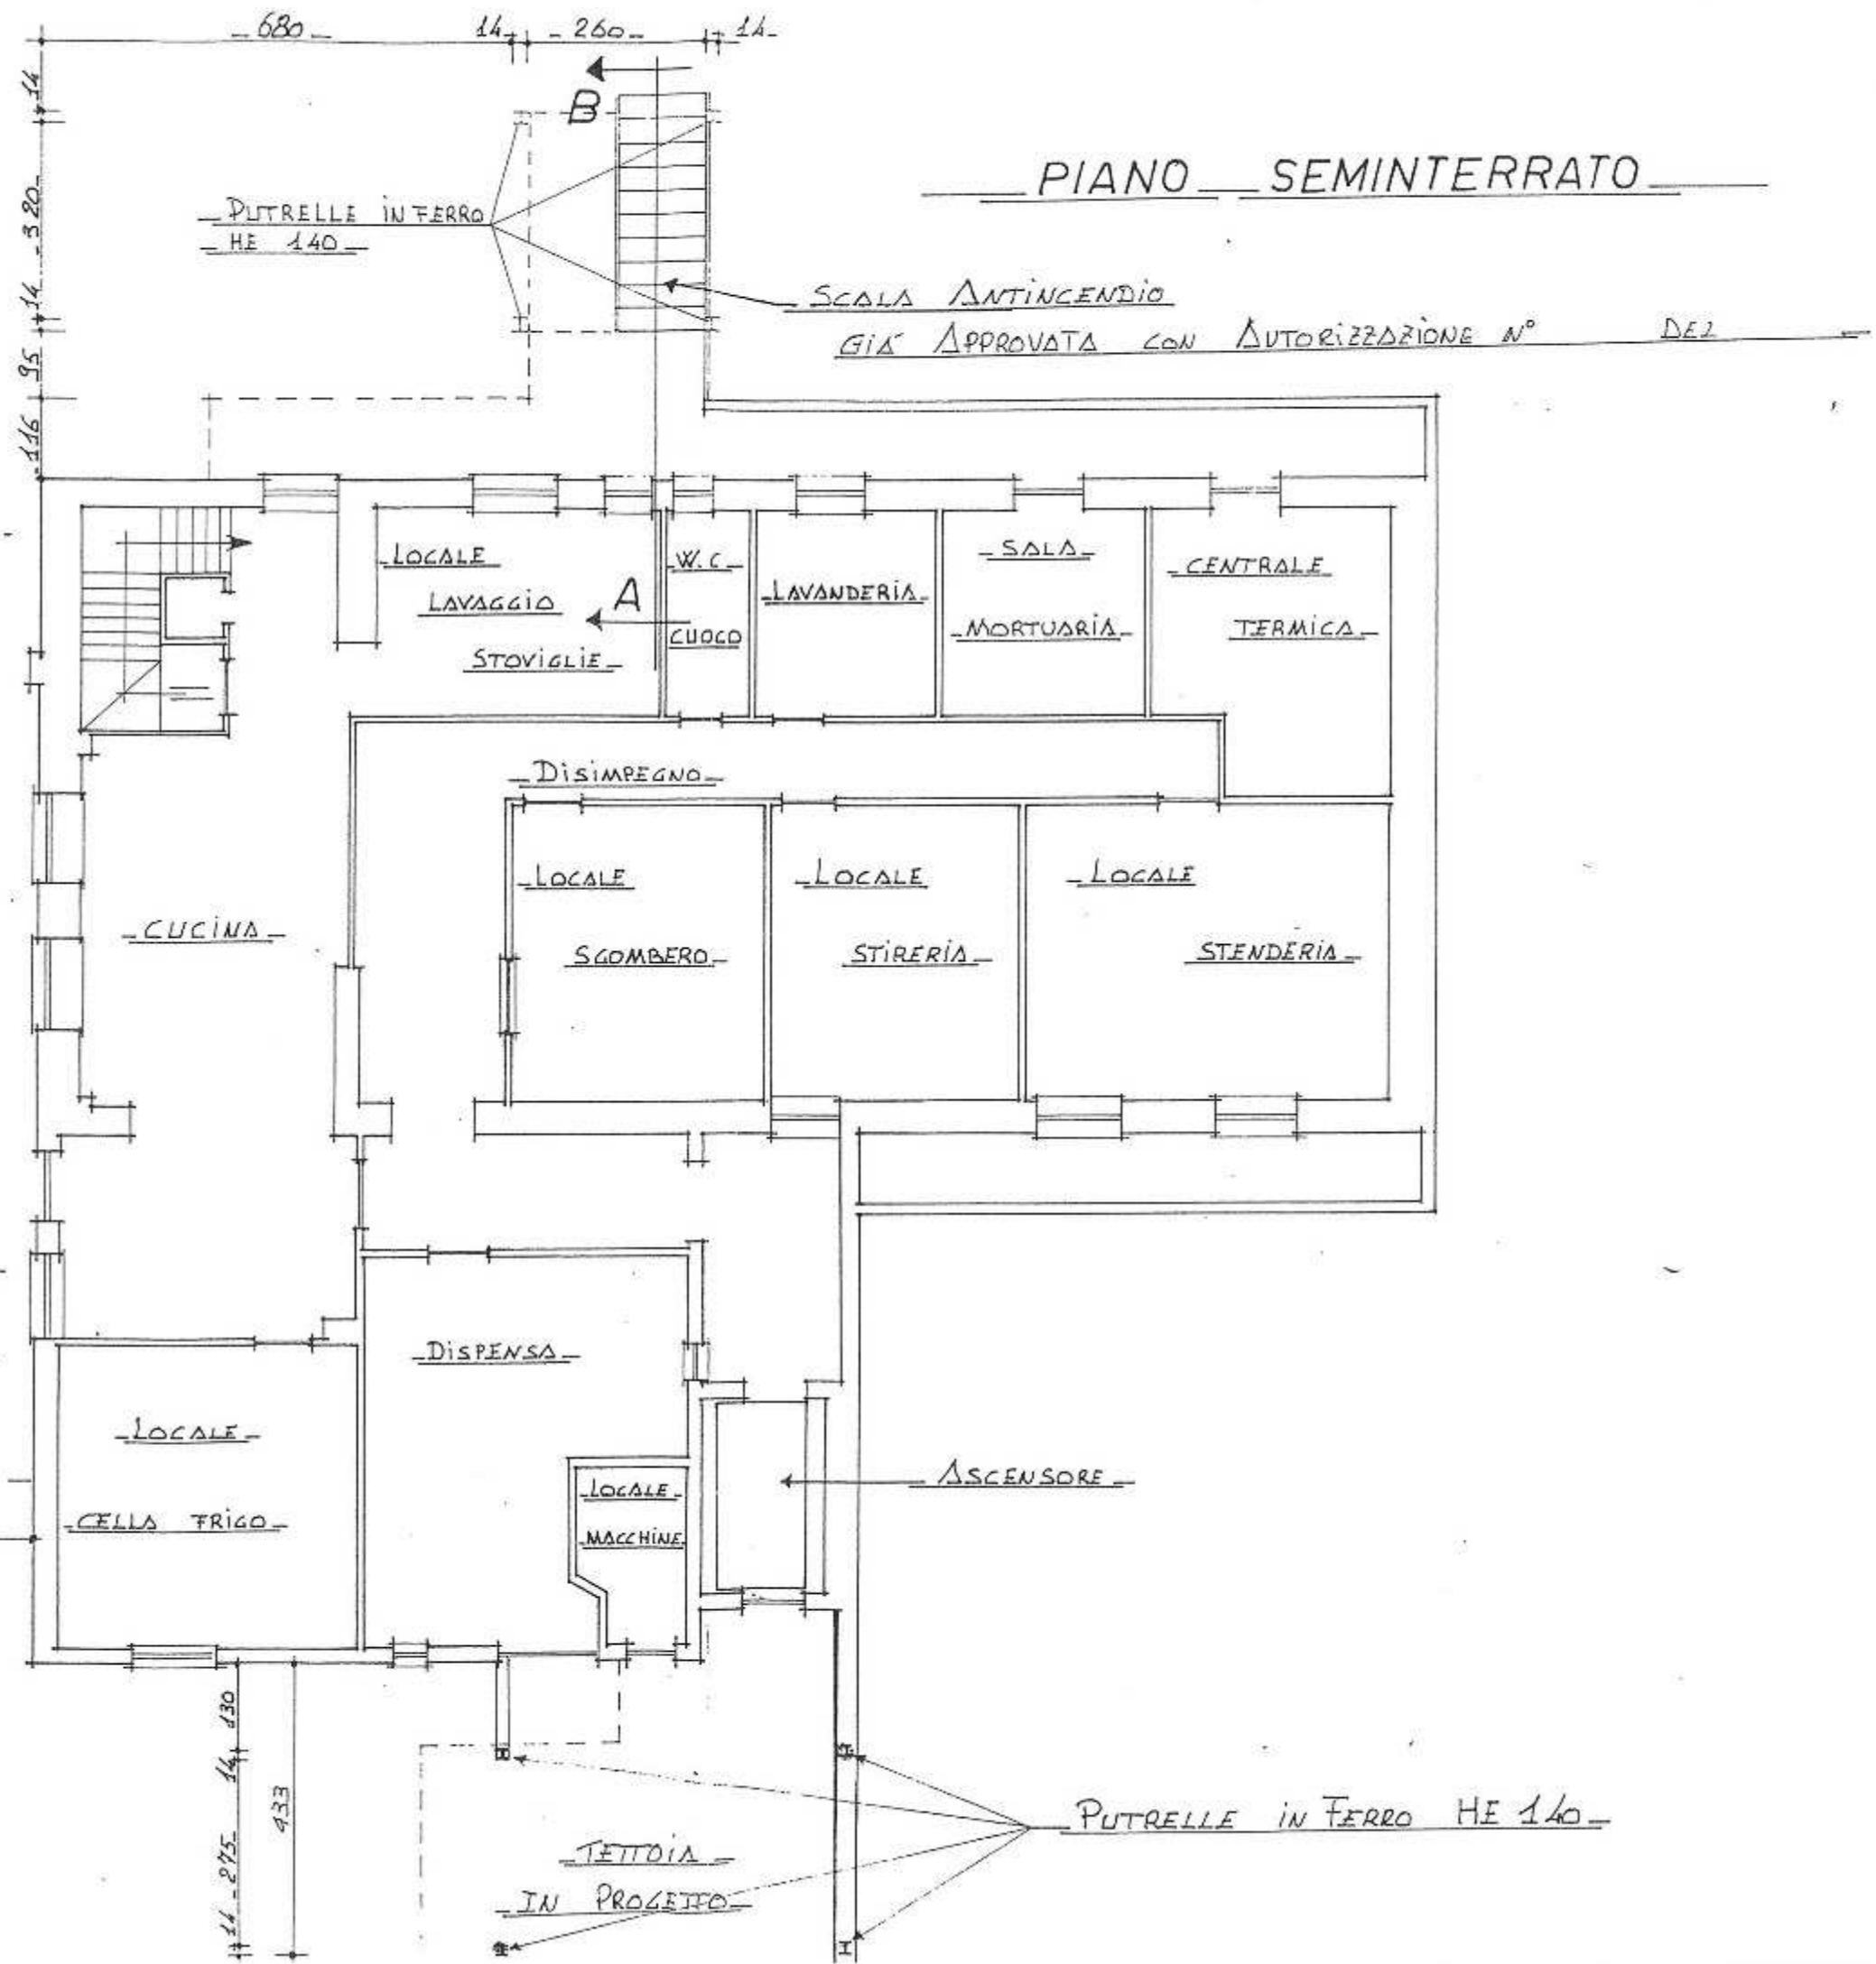 680
14
260
14
14
320
14
95
116
B
PUTRELLE IN FERRO
HE 140
PIANO SEMINTERRATO
SCALA ANTINCENDIO
GIÁ APPROVATA CON AUTORIZZAZIONE N° DEL
LOCALE
LAVAGGIO
STOVIGLIE
A
W.C
CUOCO
LAVANDERIA
SALA
MORTUARIA
CENTRALE
TERMICA
DISIMPEGNO
CUCINA
LOCALE
SGOMBERO
LOCALE
STIRERIA
LOCALE
STENDERIA
DISPENSA
LOCALE
CELLA FRIGO
LOCALE
MACCHINE
ASCENSORE
130
14
275
14
433
TETTOIA
IN PROGETTO
PUTRELLE IN FERRO HE 140